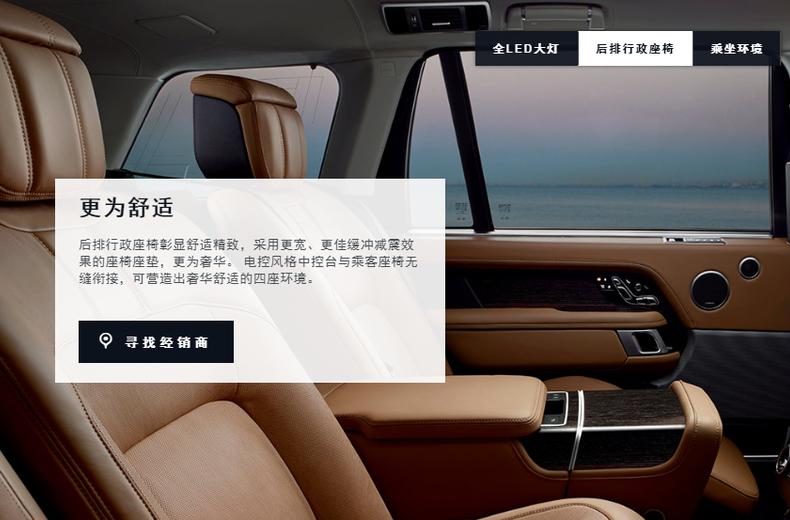 全LED大灯
后排行政座椅
乘坐环境
更为舒适
后排行政座椅彰显舒适精致，采用更宽、更佳缓冲减震效
果的座椅座垫，更为奢华。 电控风格中控台与乘客座椅无
缝衔接，可营造出奢华舒适的四座环境。
寻找经销商